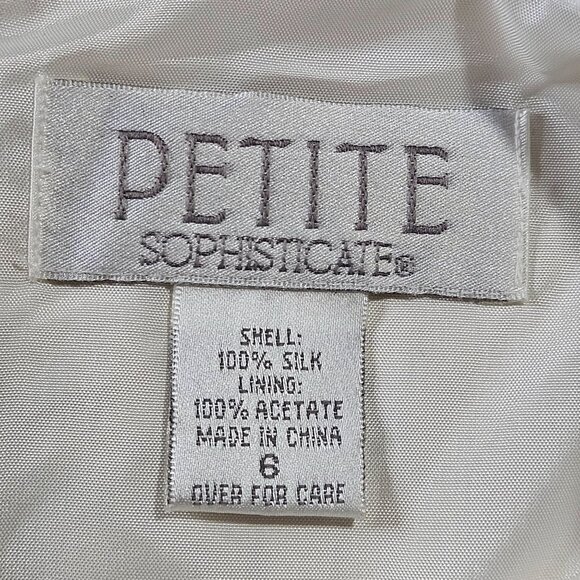 PETITE
SOPHISTICATE®
SHELL:
100% SILK
LINING:
100% ACETATE
MADE IN CHINA
6
OVER FOR CARE